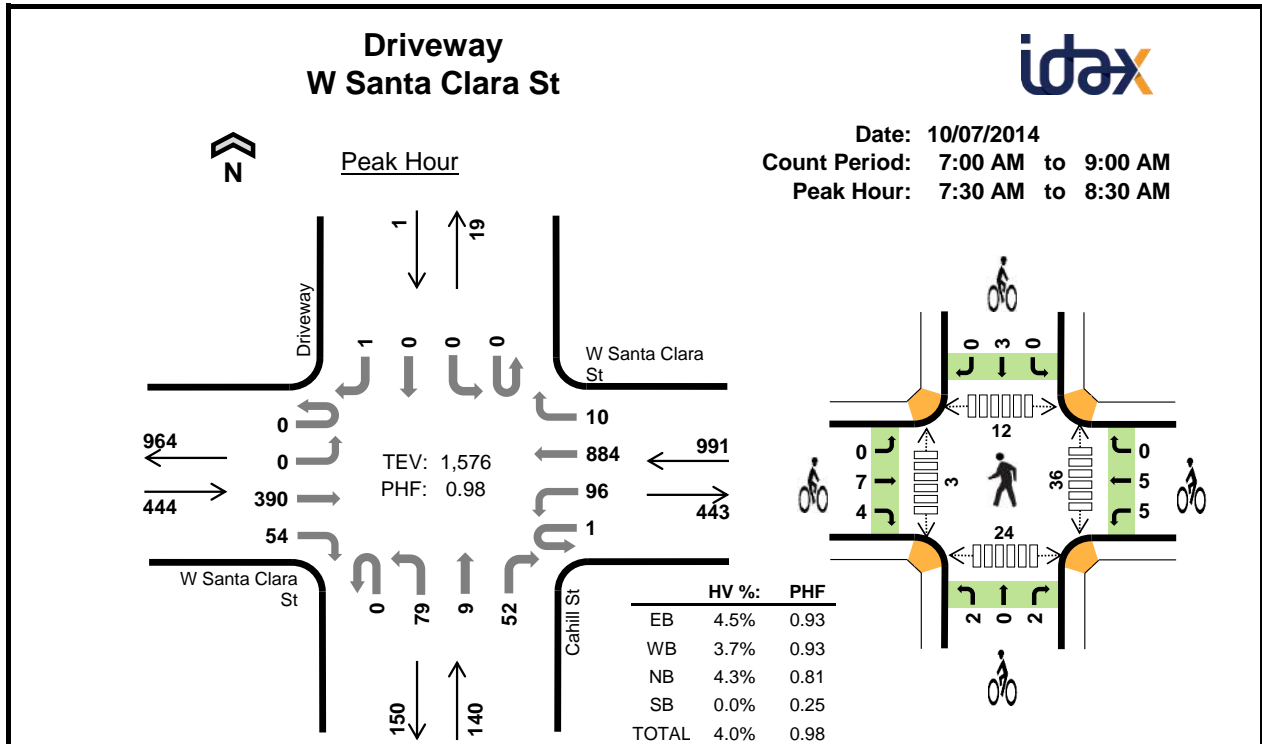 Driveway
W Santa Clara St
idax
N
Peak Hour
Date: 10/07/2014
Count Period: 7:00 AM to 9:00 AM
Peak Hour: 7:30 AM to 8:30 AM
1
19
Driveway
1 0 0 0
W Santa Clara
St
0
0
390
54
964
444
TEV: 1,576
PHF: 0.98
10
884
96
1
991
443
W Santa Clara
St
0 79 9 52
Cahill St
150
140
HV %: PHF
EB 4.5% 0.93
WB 3.7% 0.93
NB 4.3% 0.81
SB 0.0% 0.25
TOTAL 4.0% 0.98
0 3 0
12
0
7
4
3
36
0
5
5
24
2 0 2